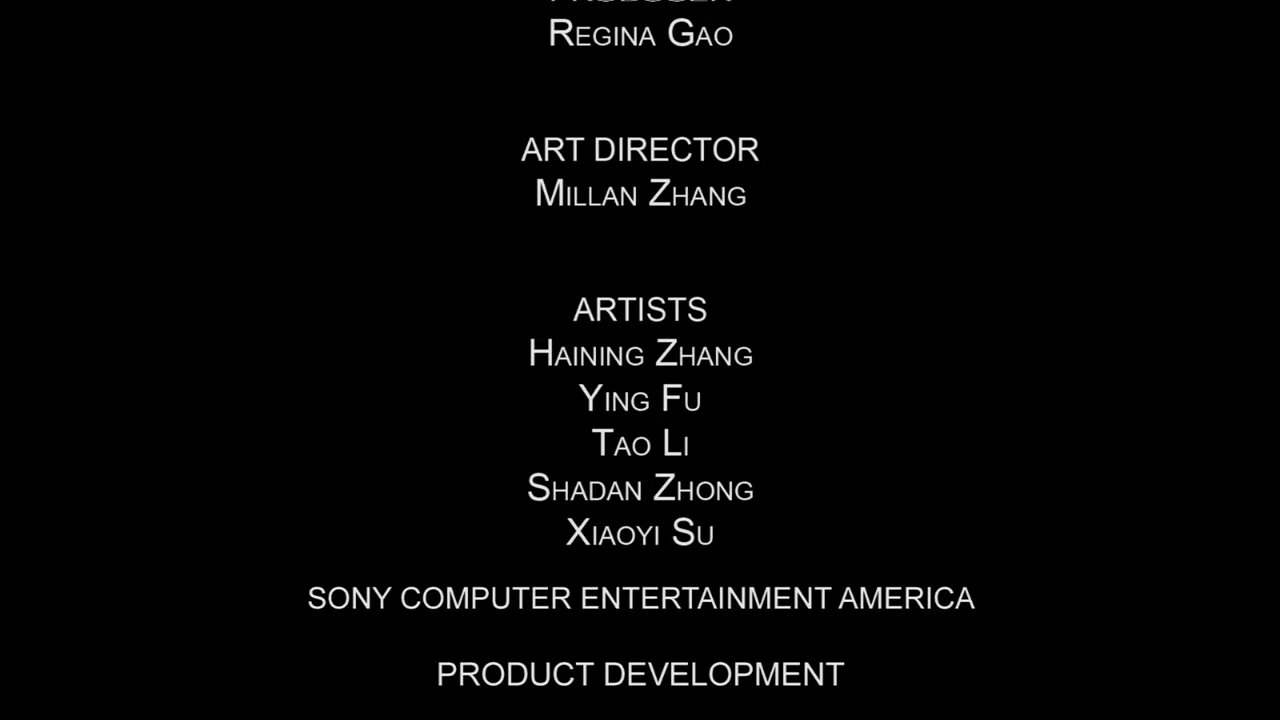 PRODUCER
REGINA GAO
ART DIRECTOR
MILLAN ZHANG
ARTISTS
HAINING ZHANG
YING FU
TAO LI
SHADAN ZHONG
XIAOYI SU
SONY COMPUTER ENTERTAINMENT AMERICA
PRODUCT DEVELOPMENT